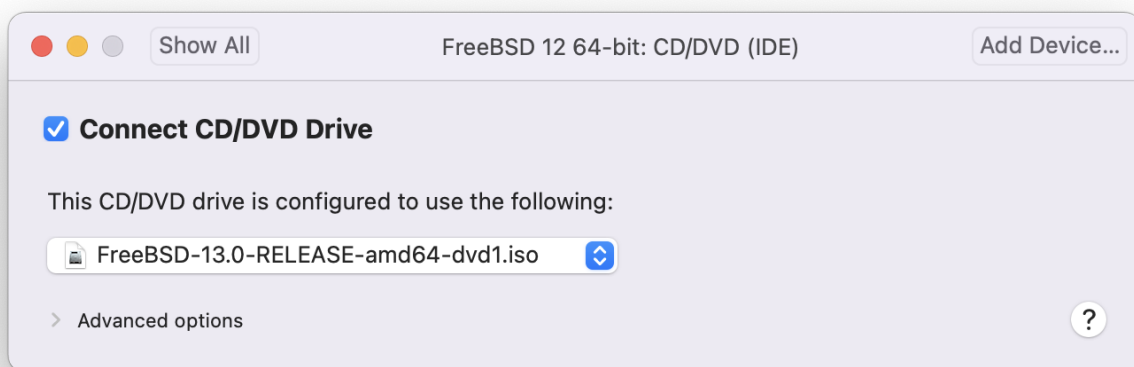 Show All FreeBSD 12 64-bit: CD/DVD (IDE) Add Device...
Connect CD/DVD Drive
This CD/DVD drive is configured to use the following:
FreeBSD-13.0-RELEASE-amd64-dvd1.iso
Advanced options ?